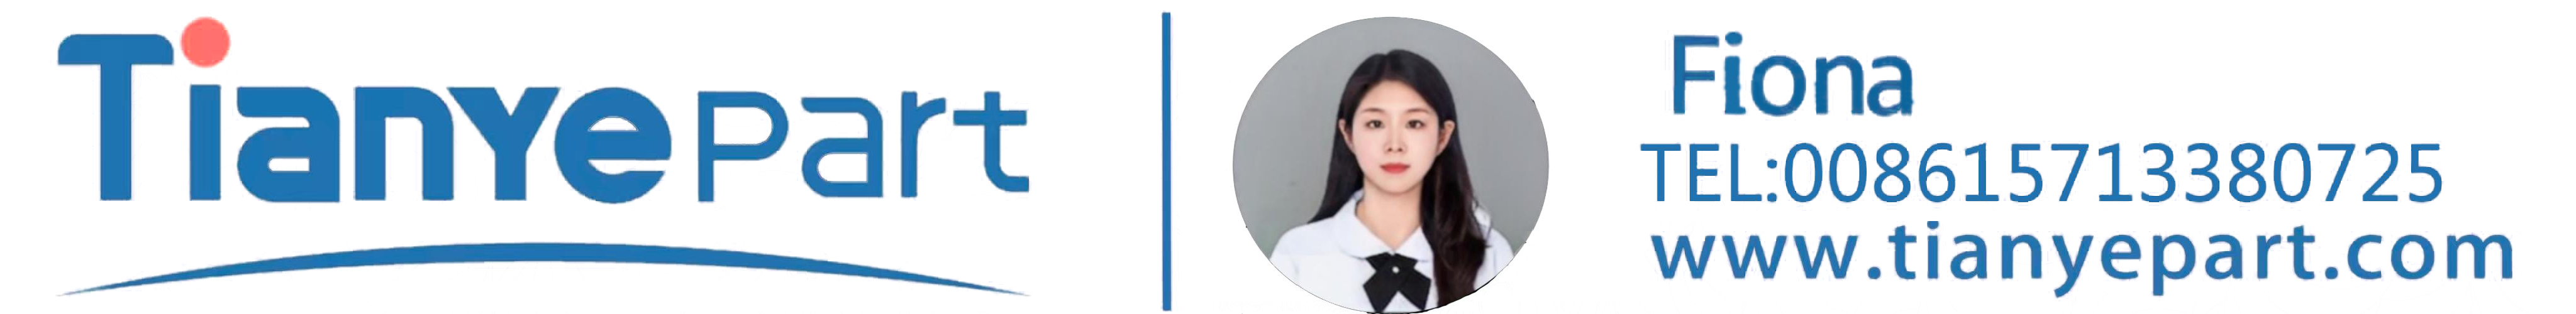 Tianyepart
Fiona
TEL:008615713380725
www.tianyepart.com